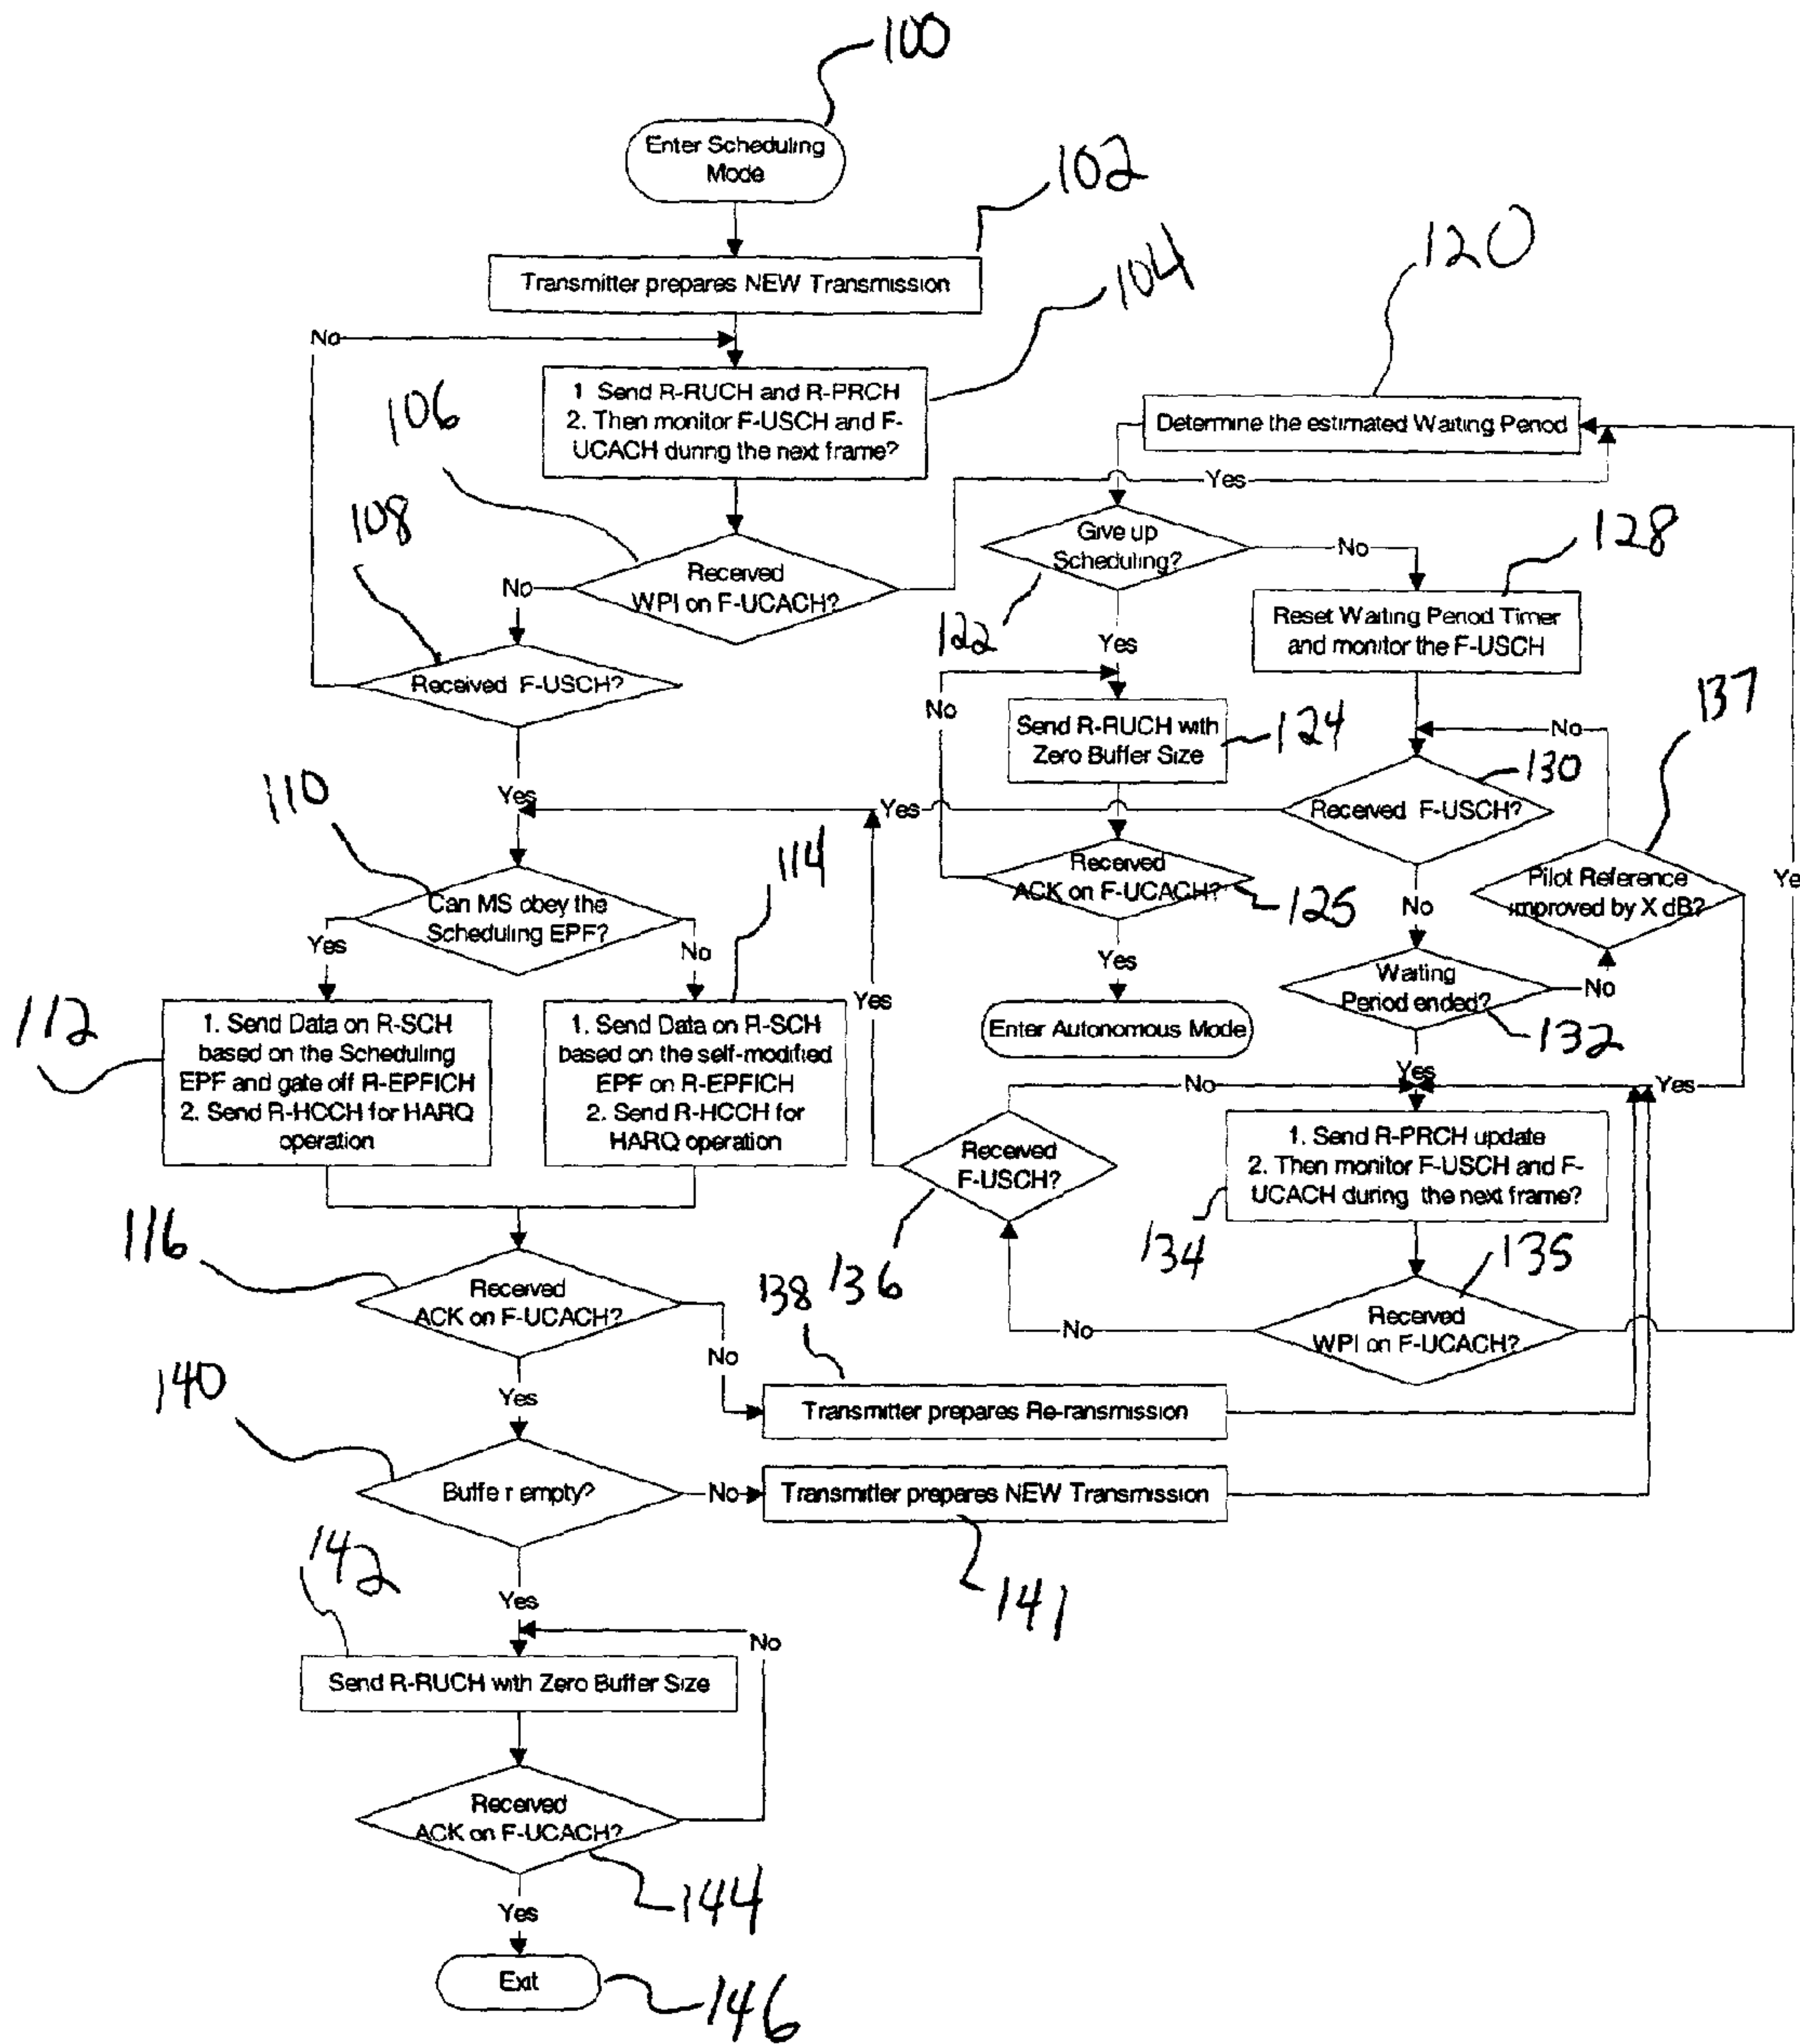 100
Enter Scheduling
Mode
102
Transmitter prepares NEW Transmission
104
No
120
1 Send R-RUCH and R-PRCH
2. Then monitor F-USCH and F-
UCACH during the next frame?
106
Determine the estimated Waiting Period
Yes
108
Received
WPI on F-UCACH?
No
Give up
Scheduling?
No
128
122
Yes
Reset Waiting Period Timer
and monitor the F-USCH
Received F-USCH?
137
No
Send R-RUCH with
Zero Buffer Size
124
No
130
110
Yes
Yes
Received F-USCH?
114
Received
ACK on F-UCACH?
125
Pilot Reference
improved by X dB?
Ye
Can MS obey the
Scheduling EPF?
Yes
No
No
Yes
Yes
Waiting
Period ended?
No
132
112
1. Send Data on R-SCH
based on the Scheduling
EPF and gate off R-EPFICH
2. Send R-HCCH for HARQ
operation
1. Send Data on R-SCH
based on the self-modified
EPF on R-EPFICH
2. Send R-HCCH for
HARQ operation
Enter Autonomous Mode
Yes
No
Yes
Received
F-USCH?
1. Send R-PRCH update
2. Then monitor F-USCH and F-
UCACH during the next frame?
116
134
135
138
136
Received
ACK on F-UCACH?
No
Received
WPI on F-UCACH?
No
Yes
140
Transmitter prepares Re-ransmission
Buffe r empty?
No
Transmitter prepares NEW Transmission
142
141
Yes
No
Send R-RUCH with Zero Buffer Size
Received
ACK on F-UCACH?
144
Yes
Exit
146